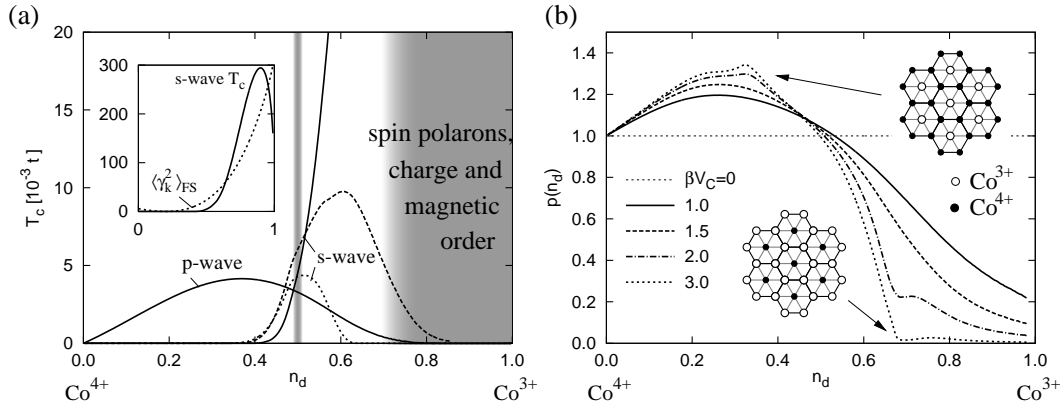 (a)
20
15
10
5
0
T_c [10^-3 t]
300
200
100
0
0
1
s-wave T_c
⟨γ_k^2⟩_FS
p-wave
s-wave
spin polarons,
charge and
magnetic
order
0.0
0.2
0.4
0.6
0.8
1.0
Co^4+
n_d
Co^3+
(b)
1.4
1.2
1.0
0.8
0.6
0.4
0.2
0.0
p(n_d)
βV_C=0
1.0
1.5
2.0
3.0
Co^3+
Co^4+
0.0
0.2
0.4
0.6
0.8
1.0
Co^4+
n_d
Co^3+